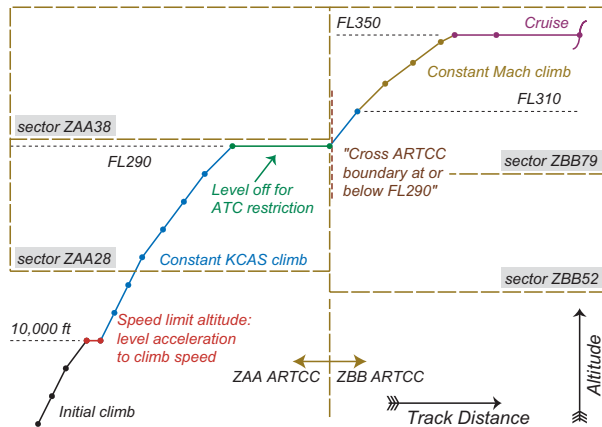 FL350
Cruise
Constant Mach climb
FL310
sector ZAA38
FL290
"Cross ARTCC
boundary at or
below FL290"
sector ZBB79
Level off for
ATC restriction
sector ZAA28
Constant KCAS climb
sector ZBB52
10,000 ft
Speed limit altitude:
level acceleration
to climb speed
ZAA ARTCC
ZBB ARTCC
Altitude
Initial climb
Track Distance